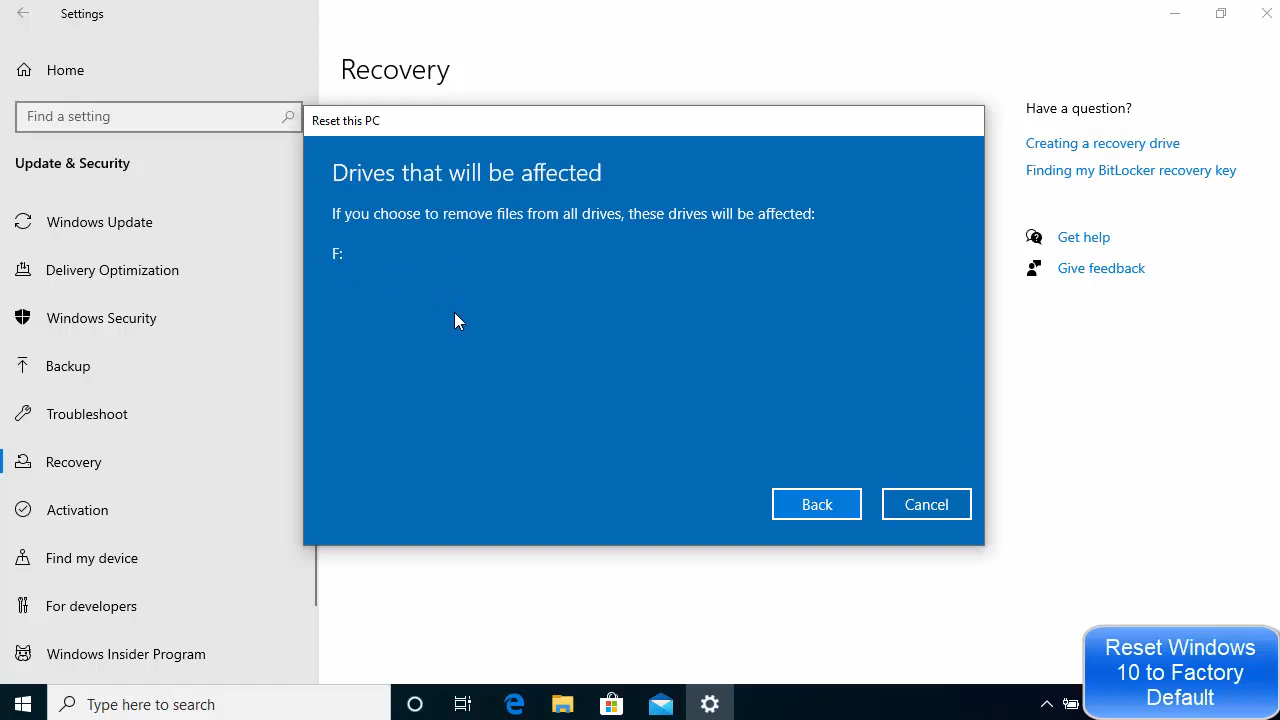 Settings
Home
Find a setting
Update & Security
Windows Update
Delivery Optimization
Windows Security
Backup
Troubleshoot
Recovery
Activation
Find my device
For developers
Windows Insider Program
Recovery
Reset this PC
Drives that will be affected
If you choose to remove files from all drives, these drives will be affected:
F:
Back
Cancel
Have a question?
Creating a recovery drive
Finding my BitLocker recovery key
Get help
Give feedback
Type here to search
Reset Windows
10 to Factory
Default